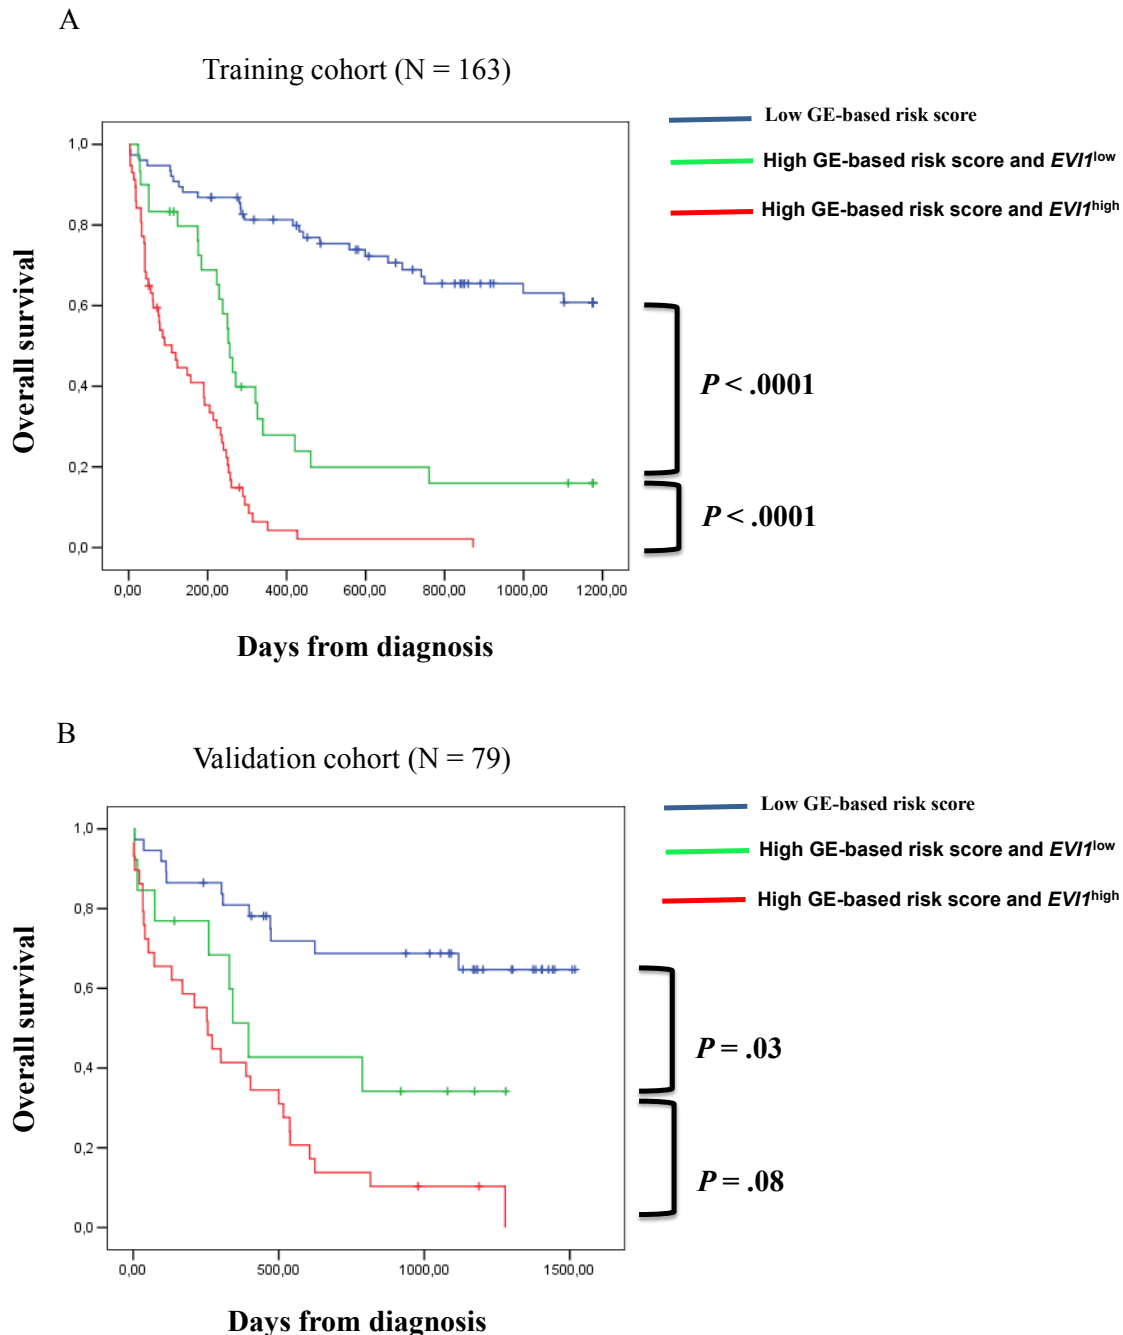 A
Training cohort (N = 163)
Low GE-based risk score
High GE-based risk score and EVI1low
High GE-based risk score and EVI1high
Overall survival
1,0
0,8
0,6
0,4
0,2
0,0
0,00 200,00 400,00 600,00 800,00 1000,00 1200,00
Days from diagnosis
P < .0001
P < .0001
B
Validation cohort (N = 79)
Low GE-based risk score
High GE-based risk score and EVI1low
High GE-based risk score and EVI1high
Overall survival
1,0
0,8
0,6
0,4
0,2
0,0
0,00 500,00 1000,00 1500,00
Days from diagnosis
P = .03
P = .08